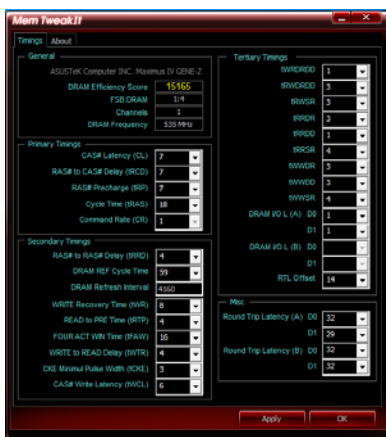 Mem TweakIt
Timings About
General
ASUSTeK Computer INC. Maximus IV GENE-Z
DRAM Efficiency Score 15165
FSB:DRAM 1:4
Channels 1
DRAM Frequency 535 MHz
Primary Timings
CAS# Latency (CL) 7
RAS# to CAS# Delay (tRCD) 7
RAS# Precharge (tRP) 7
Cycle Time (tRAS) 18
Command Rate (CR) 1
Secondary Timings
RAS# to RAS# Delay (tRRD) 4
DRAM REF Cycle Time 59
DRAM Refresh Interval 4160
WRITE Recovery Time (tWR) 8
READ to PRE Time (tRTP) 4
FOUR ACT WIN Time (tFAW) 16
WRITE to READ Delay (tWTR) 4
CKE Minimul Pulse Width (tCKE) 3
CAS# Write Latency (tWCL) 6
Tertiary Timings
tWRDRDD 1
tRWDRDD 3
tRWSR 3
tRRDR 2
tRRDD 1
tRRSR 4
tWWDR 3
tWWDD 3
tWWSR 4
DRAM I/O L (A) D0 1
D1 1
DRAM I/O L (B) D0
D1
RTL Offset 14
Misc
Round Trip Latency (A) D0 32
D1 29
Round Trip Latency (B) D0 32
D1 32
Apply OK